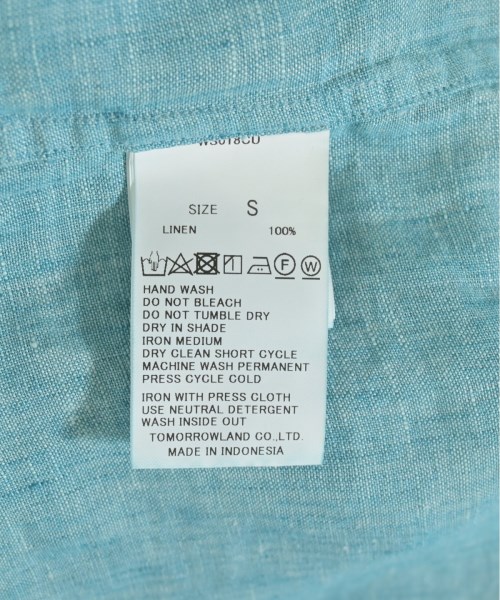 WS018CU
SIZE S
LINEN 100%
F W
HAND WASH
DO NOT BLEACH
DO NOT TUMBLE DRY
DRY IN SHADE
IRON MEDIUM
DRY CLEAN SHORT CYCLE
MACHINE WASH PERMANENT
PRESS CYCLE COLD
IRON WITH PRESS CLOTH
USE NEUTRAL DETERGENT
WASH INSIDE OUT
TOMORROWLAND CO.,LTD.
MADE IN INDONESIA